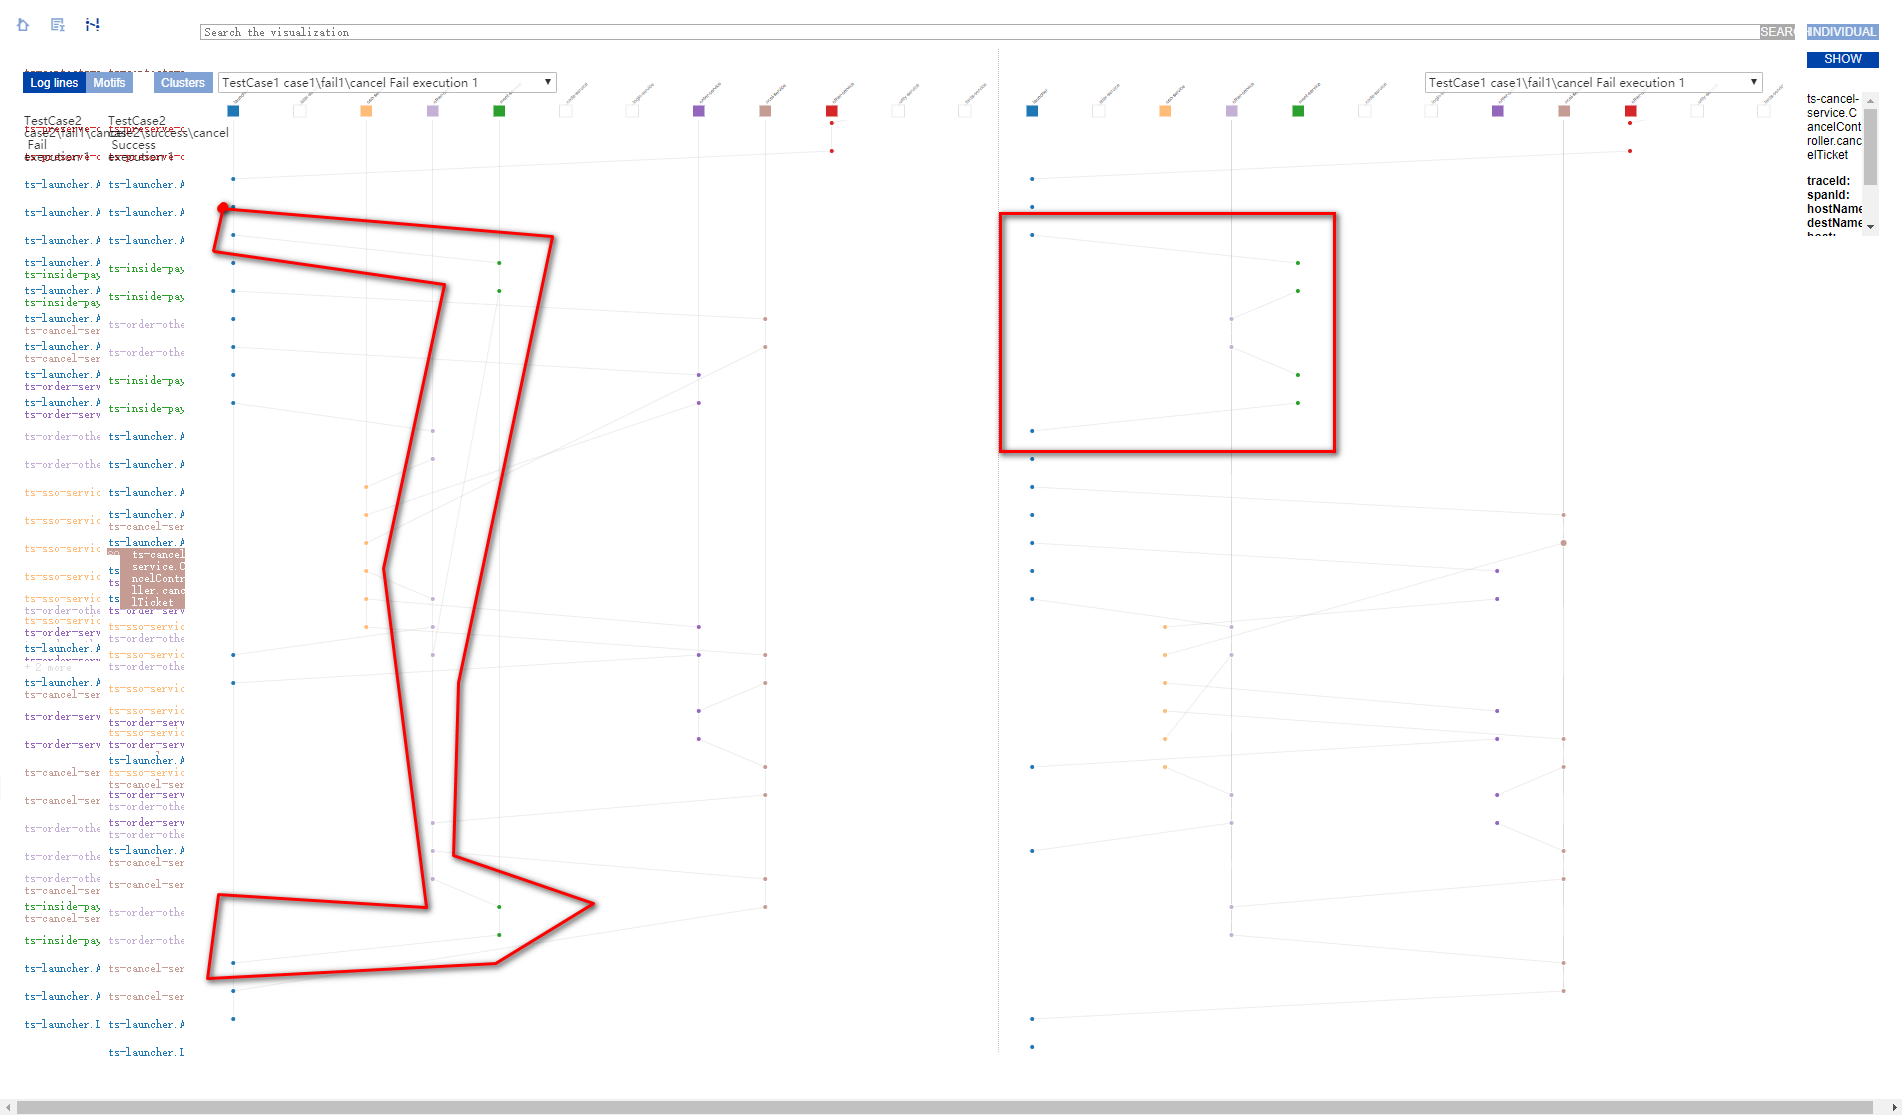 Search the visualization
SEAR
INDIVIDUAL
SHOW
Log lines
Motifs
Clusters
TestCase1 case1\fail1\cancel Fail execution 1
TestCase1 case1\fail1\cancel Fail execution 1
ts-cancel-
service.C
ancelCont
roller.canc
elTicket
traceId:
spanId:
hostName
destName
host:
TestCase2
case2\fail1\cancel
Fail
execution 1
TestCase2
case2\success\cancel
Success
execution 1
ts-launcher.A
ts-launcher.A
ts-launcher.A
ts-launcher.A
ts-inside-pay
ts-launcher.A
ts-inside-pay
ts-launcher.A
ts-cancel-ser
ts-launcher.A
ts-cancel-ser
ts-launcher.A
ts-order-serv
ts-launcher.A
ts-order-serv
ts-order-othe
ts-order-othe
ts-sso-servic
ts-sso-servic
ts-sso-servic
ts-sso-servic
ts-sso-servic
ts-order-othe
ts-sso-servic
ts-order-serv
ts-launcher.A
+ 2 more
ts-launcher.A
ts-cancel-ser
ts-order-serv
ts-order-serv
ts-cancel-ser
ts-cancel-ser
ts-order-othe
ts-order-othe
ts-order-othe
ts-cancel-ser
ts-inside-pay
ts-cancel-ser
ts-inside-pay
ts-launcher.A
ts-launcher.A
ts-launcher.I
ts-launcher.A
ts-launcher.A
ts-launcher.A
ts-inside-pay
ts-inside-pay
ts-order-othe
ts-order-othe
ts-inside-pay
ts-inside-pay
ts-launcher.A
ts-launcher.A
ts-launcher.A
ts-launcher.A
ts-cancel-ser
ts-launcher.A
ts-cancel
service.C
ncelContr
ller.canc
lTicket
ts-order-serv
ts-sso-servic
ts-order-othe
ts-sso-servic
ts-order-othe
ts-sso-servic
ts-sso-servic
ts-order-serv
ts-sso-servic
ts-order-serv
ts-launcher.A
ts-sso-servic
ts-cancel-ser
ts-order-serv
ts-order-othe
ts-order-serv
ts-order-othe
ts-launcher.A
ts-cancel-ser
ts-cancel-ser
ts-order-othe
ts-order-othe
ts-cancel-ser
ts-cancel-ser
ts-launcher.A
ts-launcher.I